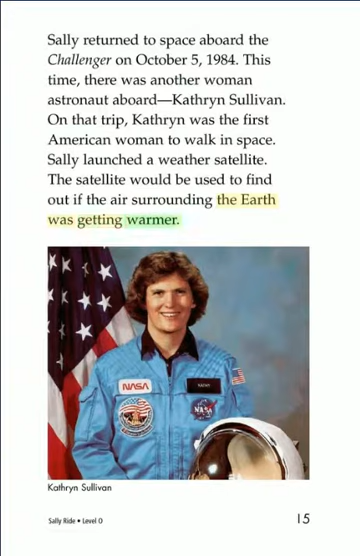 Sally returned to space aboard the
Challenger on October 5, 1984. This
time, there was another woman
astronaut aboard—Kathryn Sullivan.
On that trip, Kathryn was the first
American woman to walk in space.
Sally launched a weather satellite.
The satellite would be used to find
out if the air surrounding the Earth
was getting warmer.
NASA
KATHY
NASA
Kathryn Sullivan
Sally Ride • Level O
15